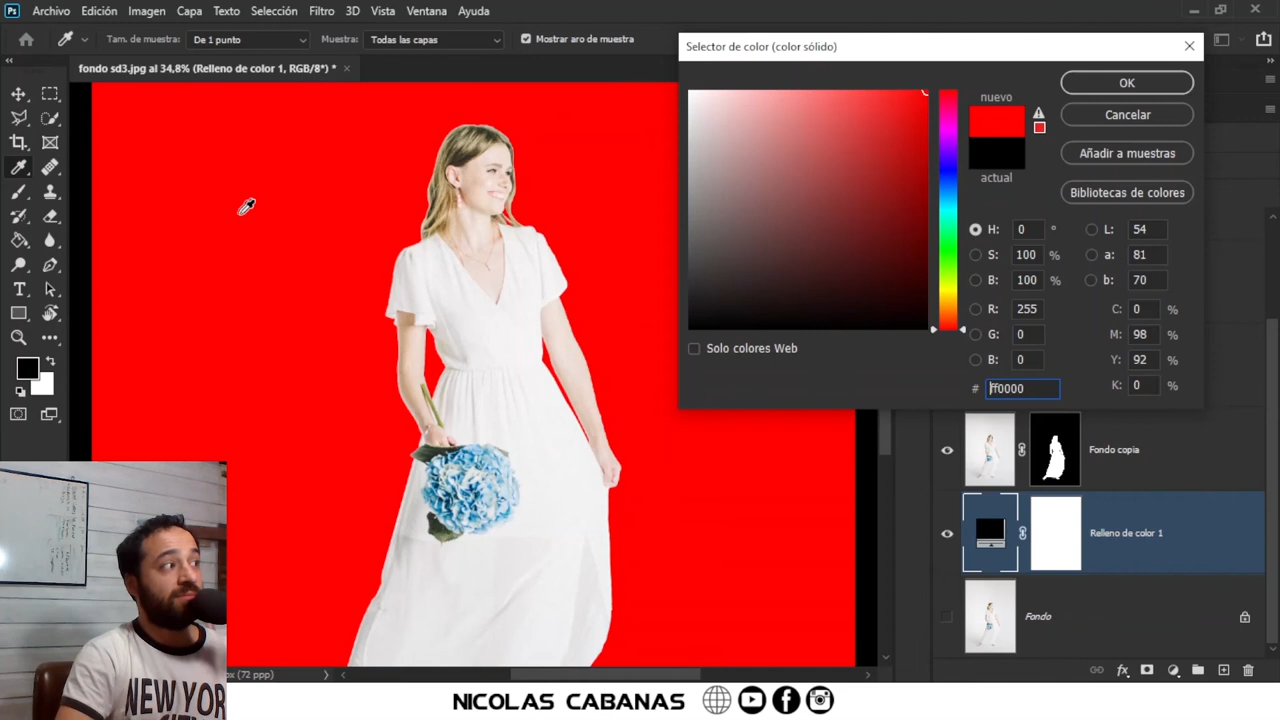 Ps Archivo Edición Imagen Capa Texto Selección Filtro 3D Vista Ventana Ayuda
Tam. de muestra: De 1 punto Muestra: Todas las capas Mostrar aro de muestra
fondo sd3.jpg al 34,8% (Relleno de color 1, RGB/8*) *
Selector de color (color sólido)
nuevo
actual
OK
Cancelar
Añadir a muestras
Bibliotecas de colores
H: 0 ° L: 54
S: 100 % a: 81
B: 100 % b: 70
R: 255 C: 0 %
G: 0 M: 98 %
B: 0 Y: 92 %
# ff0000 K: 0 %
Solo colores Web
Fondo copia
Relleno de color 1
Fondo
fx
px (72 ppp)
NEW YORK
NICOLAS CABANAS